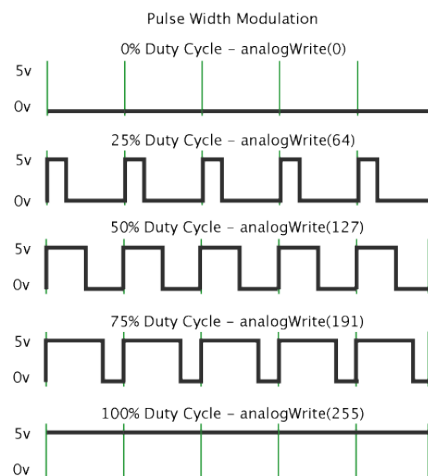 Pulse Width Modulation
0% Duty Cycle – analogWrite(0)
5v
0v
25% Duty Cycle – analogWrite(64)
5v
0v
50% Duty Cycle – analogWrite(127)
5v
0v
75% Duty Cycle – analogWrite(191)
5v
0v
100% Duty Cycle – analogWrite(255)
5v
0v